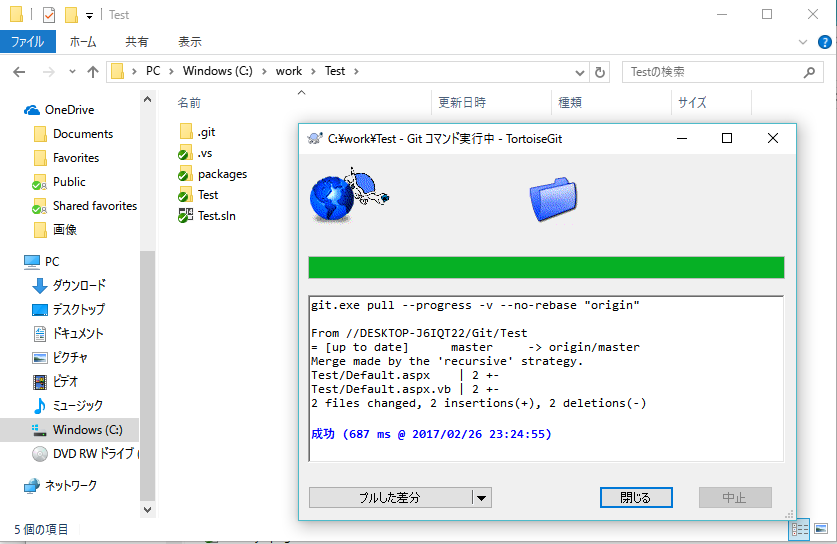 Test
ファイル
ホーム
共有
表示
PC
Windows (C:)
work
Test
Testの検索
OneDrive
Documents
Favorites
Public
Shared favorites
画像
PC
ダウンロード
デスクトップ
ドキュメント
ピクチャ
ビデオ
ミュージック
Windows (C:)
DVD RW ドライブ (
ネットワーク
名前
更新日時
種類
サイズ
.git
.vs
packages
Test
Test.sln
C:¥work¥Test - Git コマンド実行中 - TortoiseGit
git.exe pull --progress -v --no-rebase "origin"
From //DESKTOP-J6IQT22/Git/Test
= [up to date]      master     -> origin/master
Merge made by the 'recursive' strategy.
Test/Default.aspx    | 2 +-
Test/Default.aspx.vb | 2 +-
2 files changed, 2 insertions(+), 2 deletions(-)
成功 (687 ms @ 2017/02/26 23:24:55)
プルした差分
閉じる
中止
5 個の項目